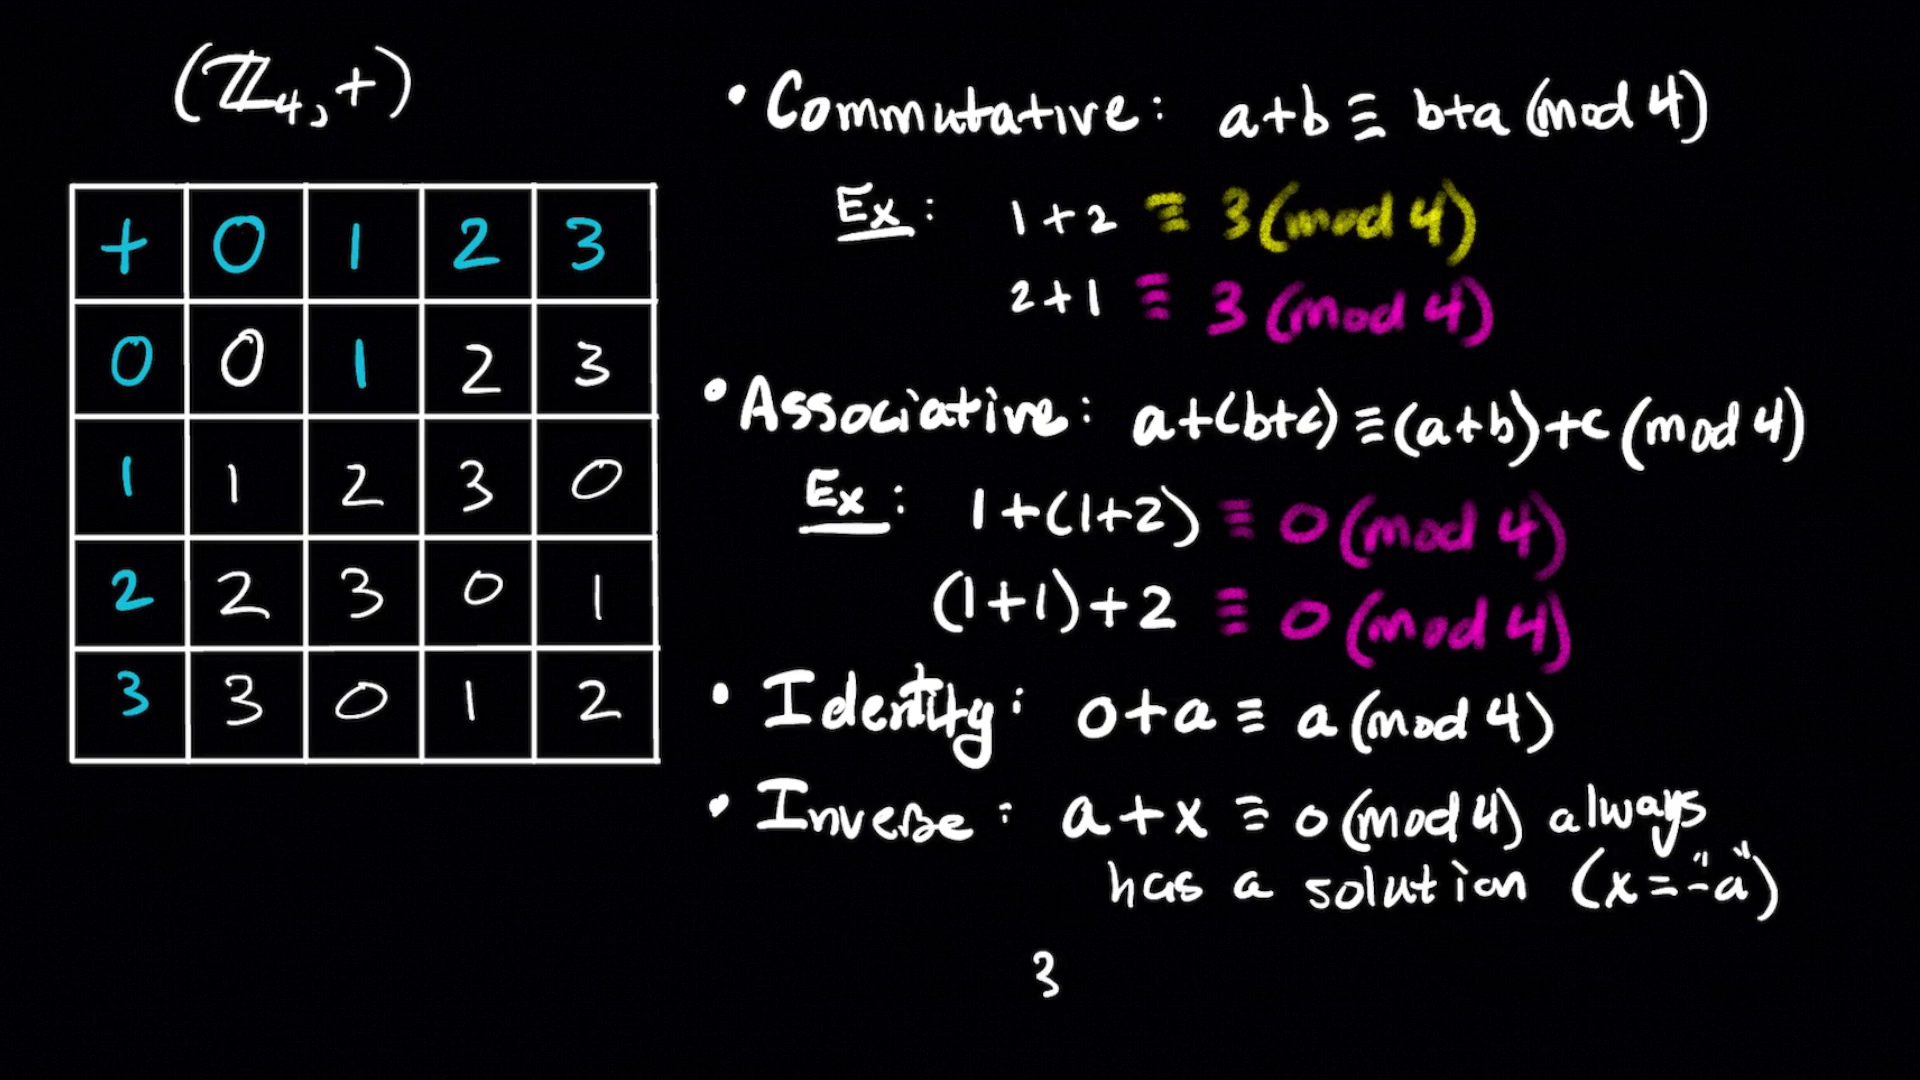 (ℤ₄,+)
+ 0 1 2 3
0 0 1 2 3
1 1 2 3 0
2 2 3 0 1
3 3 0 1 2
• Commutative: a+b ≡ b+a (mod 4)
Ex: 1+2 ≡ 3 (mod 4)
2+1 ≡ 3 (mod 4)
• Associative: a+(b+c) ≡ (a+b)+c (mod 4)
Ex: 1+(1+2) ≡ 0 (mod 4)
(1+1)+2 ≡ 0 (mod 4)
• Identity: 0+a ≡ a (mod 4)
• Inverse: a+x ≡ 0 (mod 4) always
has a solution (x = "-a")
3